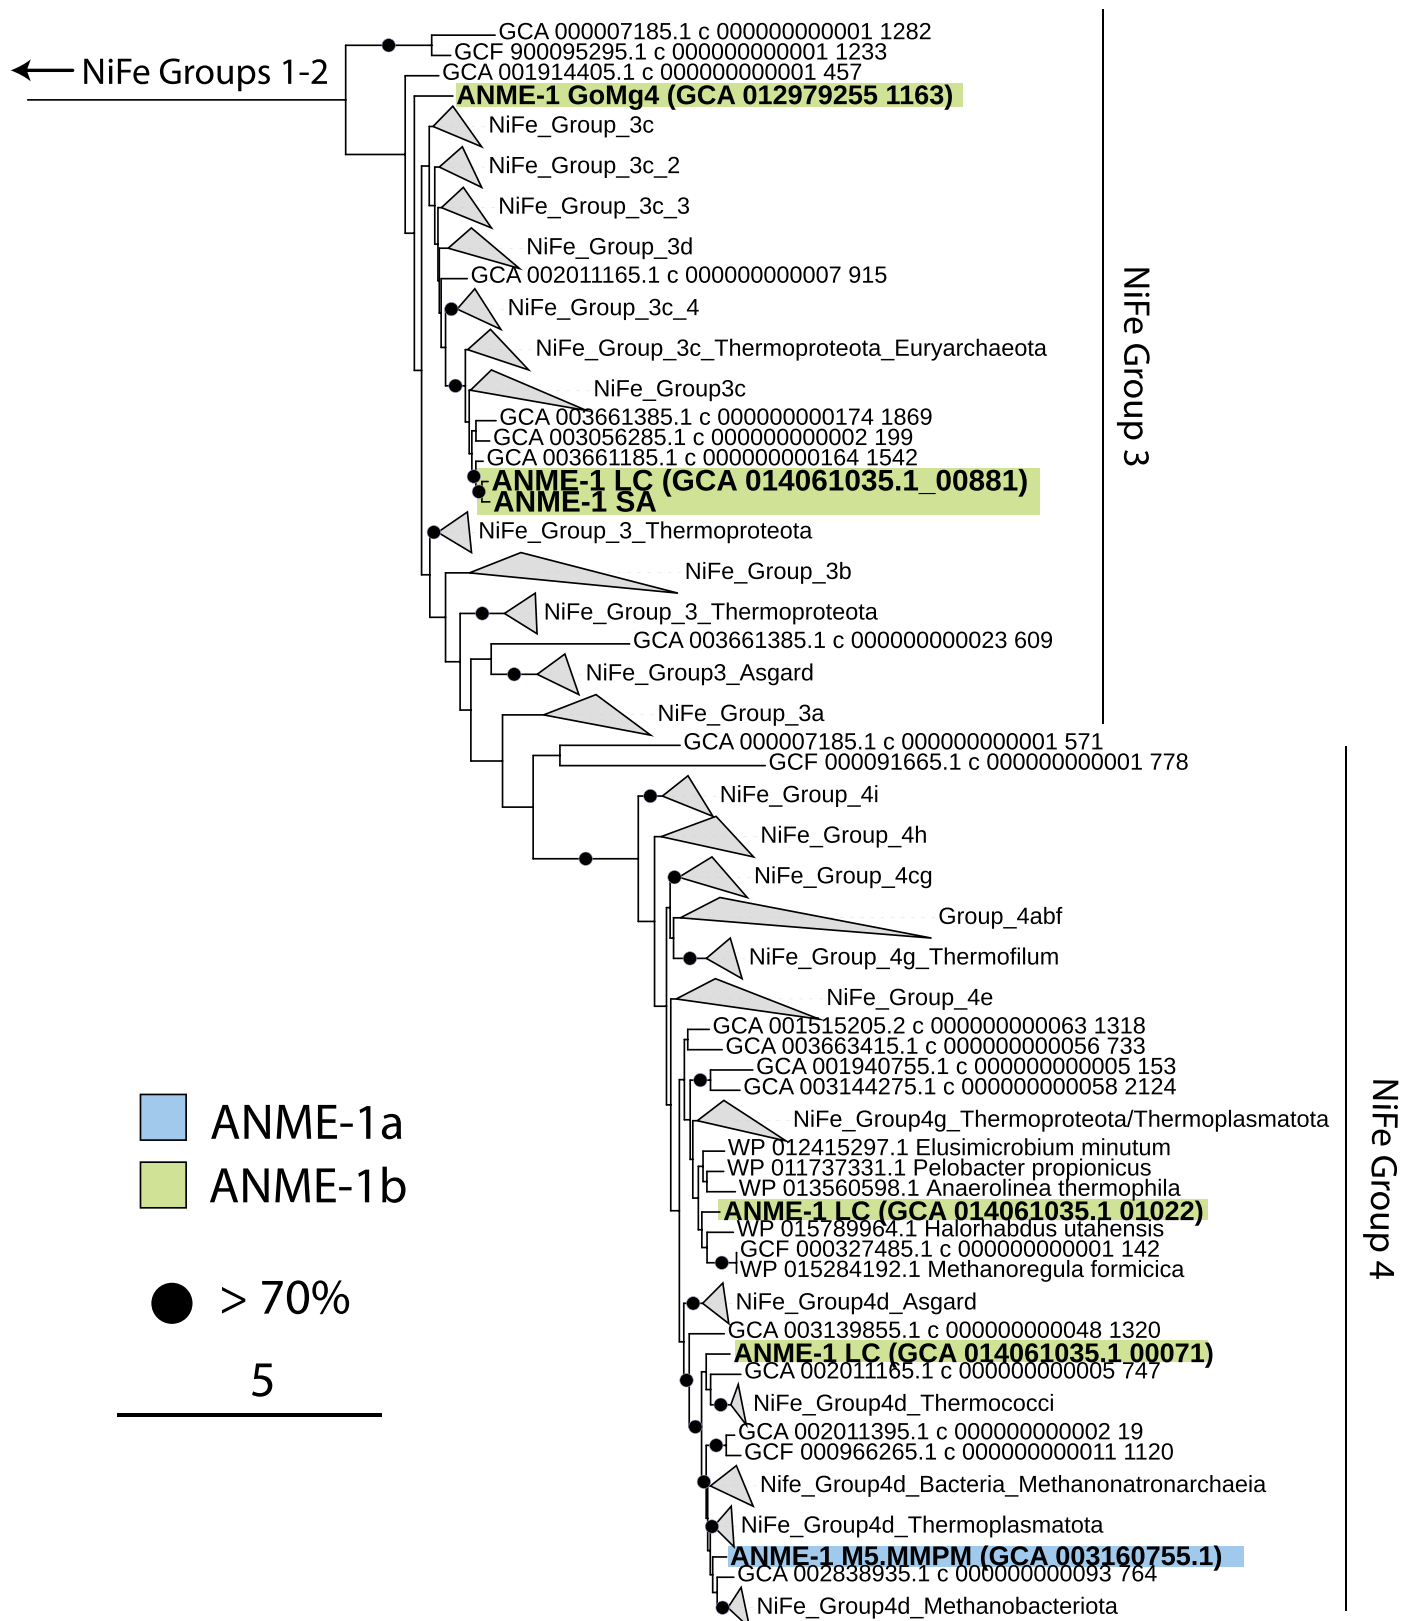 GCA 000007185.1 c 000000000001 1282
GCF 900095295.1 c 000000000001 1233
NiFe Groups 1-2
GCA 001914405.1 c 000000000001 457
ANME-1 GoMg4 (GCA 012979255 1163)
NiFe_Group_3c
NiFe_Group_3c_2
NiFe_Group_3c_3
NiFe_Group_3d
GCA 002011165.1 c 000000000007 915
NiFe_Group_3c_4
NiFe_Group_3c_Thermoproteota_Euryarchaeota
NiFe_Group3c
GCA 003661385.1 c 000000000174 1869
GCA 003056285.1 c 000000000002 199
GCA 003661185.1 c 000000000164 1542
ANME-1 LC (GCA 014061035.1_00881)
ANME-1 SA
NiFe_Group_3_Thermoproteota
NiFe_Group_3b
NiFe_Group_3_Thermoproteota
GCA 003661385.1 c 000000000023 609
NiFe_Group3_Asgard
NiFe_Group_3a
NiFe Group 3
GCA 000007185.1 c 000000000001 571
GCF 000091665.1 c 000000000001 778
NiFe_Group_4i
NiFe_Group_4h
NiFe_Group_4cg
Group_4abf
NiFe_Group_4g_Thermofilum
NiFe_Group_4e
GCA 001515205.2 c 000000000063 1318
GCA 003663415.1 c 000000000056 733
GCA 001940755.1 c 000000000005 153
GCA 003144275.1 c 000000000058 2124
NiFe_Group4g_Thermoproteota/Thermoplasmatota
WP 012415297.1 Elusimicrobium minutum
WP 011737331.1 Pelobacter propionicus
WP 013560598.1 Anaerolinea thermophila
ANME-1 LC (GCA 014061035.1 01022)
WP 015789964.1 Halorhabdus utahensis
GCF 000327485.1 c 000000000001 142
WP 015284192.1 Methanoregula formicica
NiFe_Group4d_Asgard
GCA 003139855.1 c 000000000048 1320
ANME-1 LC (GCA 014061035.1 00071)
GCA 002011165.1 c 000000000005 747
NiFe_Group4d_Thermococci
GCA 002011395.1 c 000000000002 19
GCF 000966265.1 c 000000000011 1120
Nife_Group4d_Bacteria_Methanonatronarchaeia
NiFe_Group4d_Thermoplasmatota
ANME-1 M5.MMPM (GCA 003160755.1)
GCA 002838935.1 c 000000000093 764
NiFe_Group4d_Methanobacteriota
NiFe Group 4
ANME-1a
ANME-1b
> 70%
5